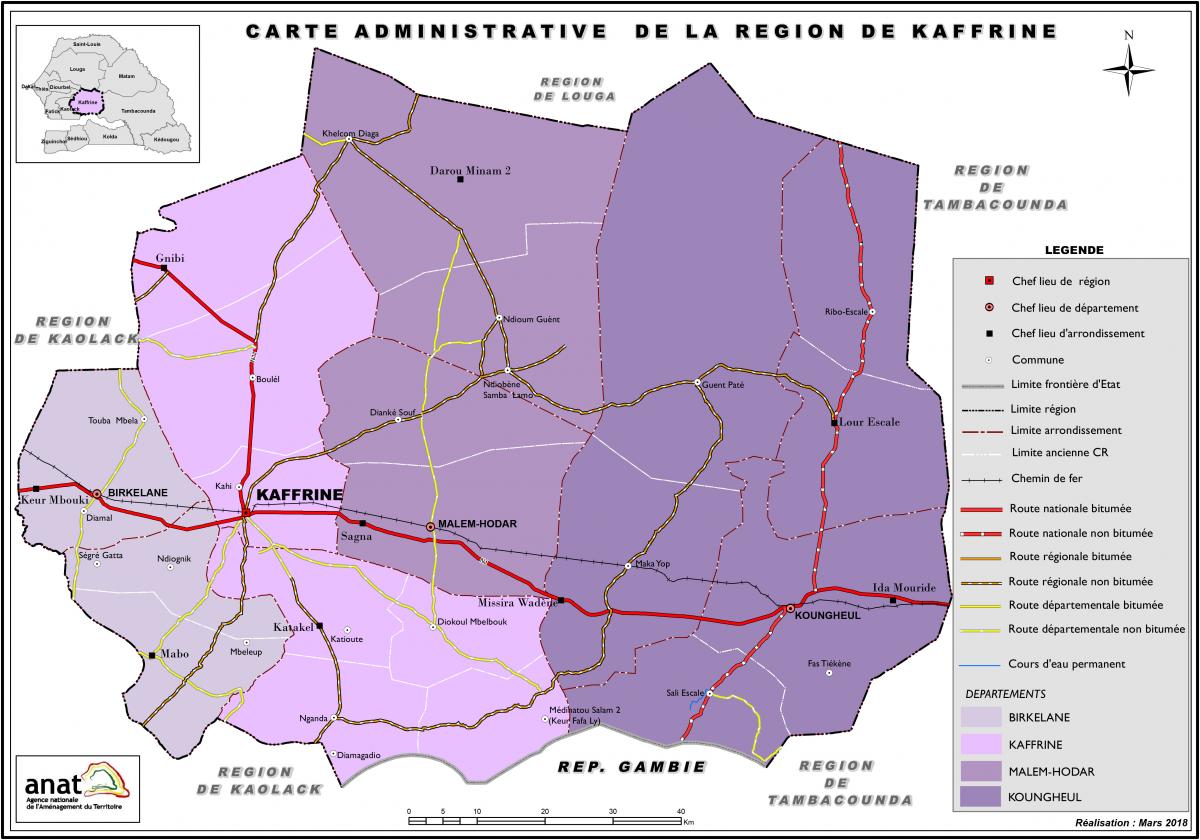 CARTE ADMINISTRATIVE DE LA REGION DE KAFFRINE
Saint-Louis
Louga
Matam
Diourbel
Thiès
Kaffrine
Kaolack
Fatick
Tambacounda
Ziguinchor
Sédhiou
Kolda
Kédougou
N
REGION
DE LOUGA
REGION
DE
TAMBACOUNDA
REGION
DE KAOLACK
Khelcom Diaga
Darou Minam 2
Gnibi
Ndioum Guènt
Ribo-Escale
Boulél
Ndiobène
Samba Lamo
Guent Paté
Touba Mbela
Dianké Souf
Lour Escale
Kahi
KAFFRINE
Keur Mbouki
BIRKELANE
Diamal
Sagna
MALEM-HODAR
Ségré Gatta
Ndiognik
Maka Yop
Missira Wadène
Ida Mouride
KOUNGHEUL
Katakel
Katioute
Diokoul Mbelbouk
Mabo
Mbeleup
Fas Tiékène
Sali Escale
Nganda
Médinatou Salam 2
(Keur Fafa Ly)
Diamagadio
REGION
DE KAOLACK
REP. GAMBIE
REGION
DE
TAMBACOUNDA
LEGENDE
Chef lieu de région
Chef lieu de département
Chef lieu d'arrondissement
Commune
Limite frontière d'Etat
Limite région
Limite arrondissement
Limite ancienne CR
Chemin de fer
Route nationale bitumée
Route nationale non bitumée
Route régionale bitumée
Route régionale non bitumée
Route départementale bitumée
Route départementale non bitumée
Cours d'eau permanent
DEPARTEMENTS
BIRKELANE
KAFFRINE
MALEM-HODAR
KOUNGHEUL
anat
Agence nationale
de l'Aménagement du Territoire
0 5 10 20 30 40
Km
Réalisation : Mars 2018